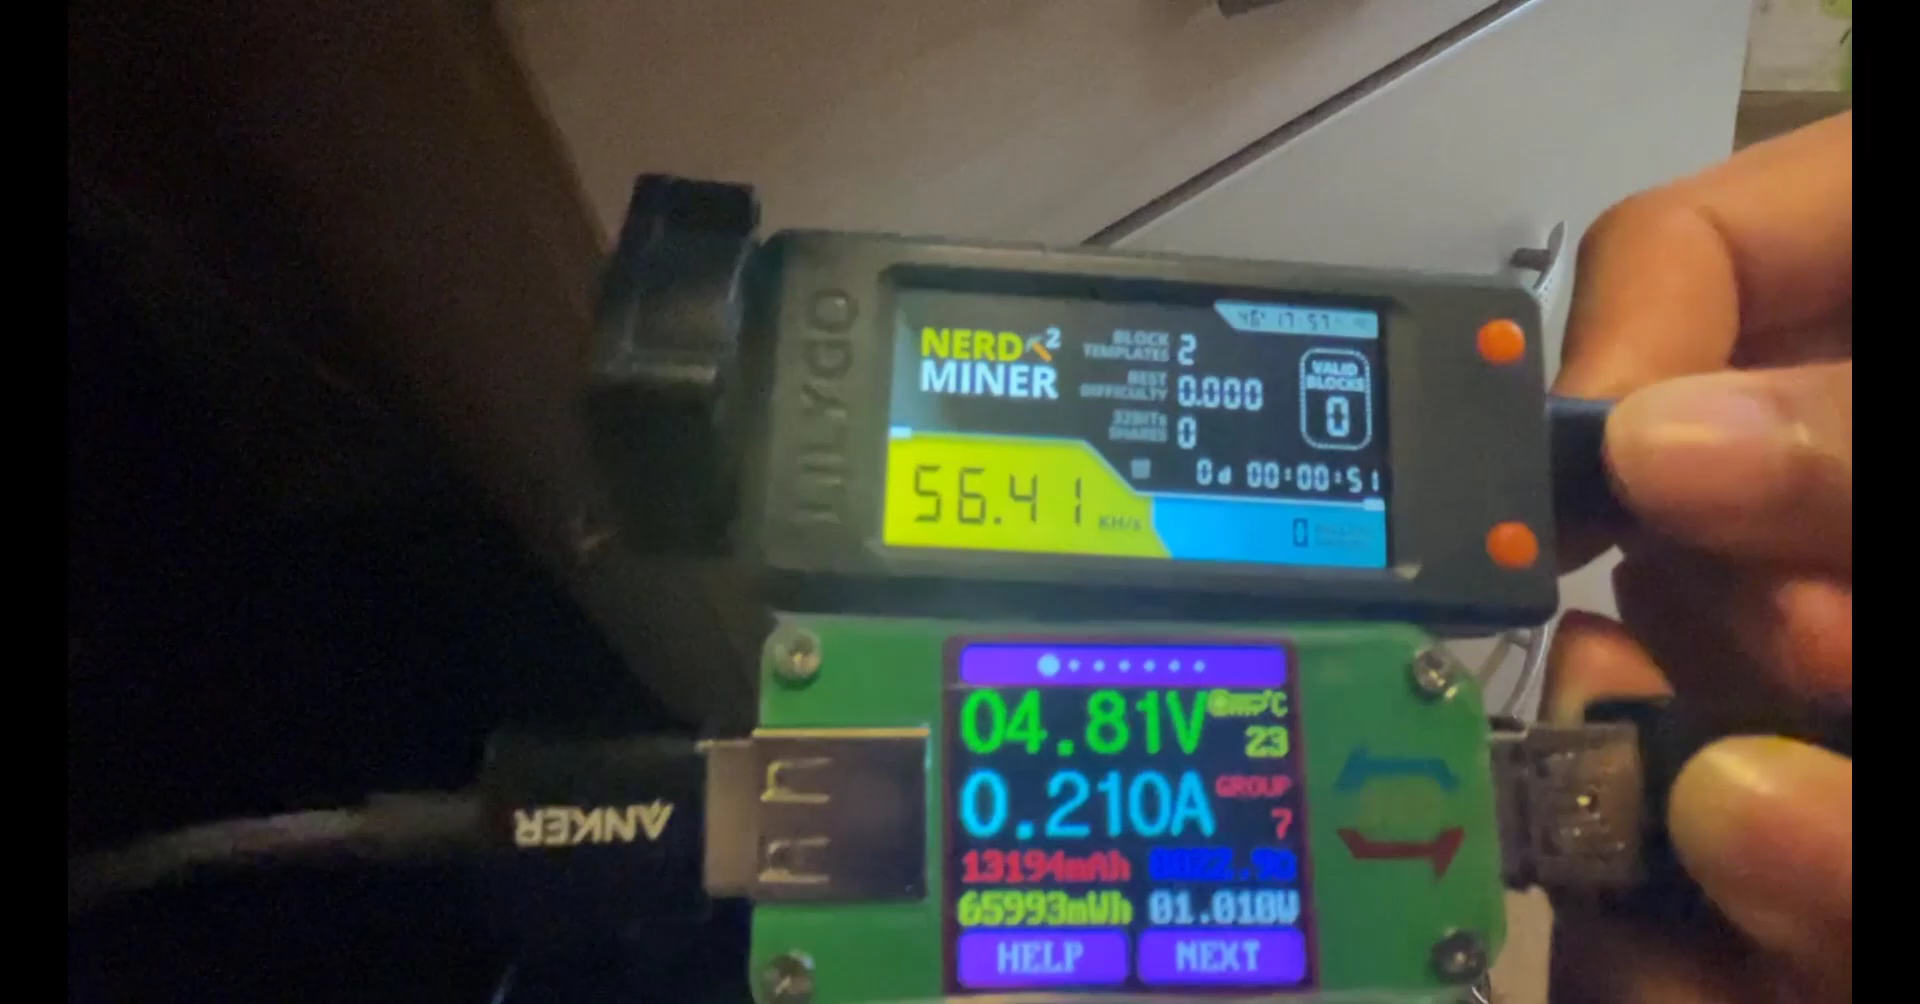 LILYGO
NERD 2
MINER
BLOCK
TEMPLATES 2
BEST
DIFFICULTY 0.000
32BITS
SHARES 0
VALID
BLOCKS
0
0d 00:00:51
56.41 KH/s
0
ANKER
04.81V
23
0.210A GROUP
7
13194mAh
65993mWh 01.010W
HELP NEXT